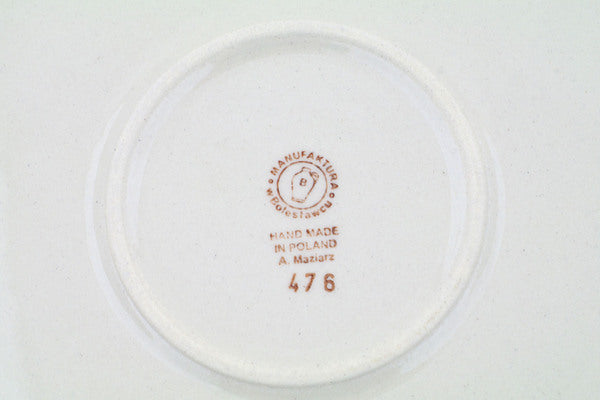 MANUFAKTURA
w Bolesławcu
B
HAND MADE
IN POLAND
A. Maziarz
476